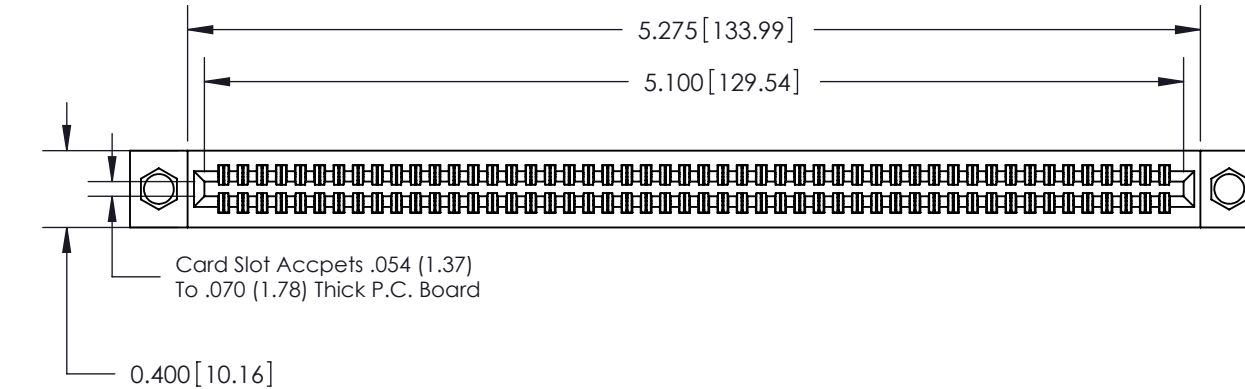 5.275[133.99]
5.100[129.54]
Card Slot Accpets .054 (1.37)
To .070 (1.78) Thick P.C. Board
0.400[10.16]